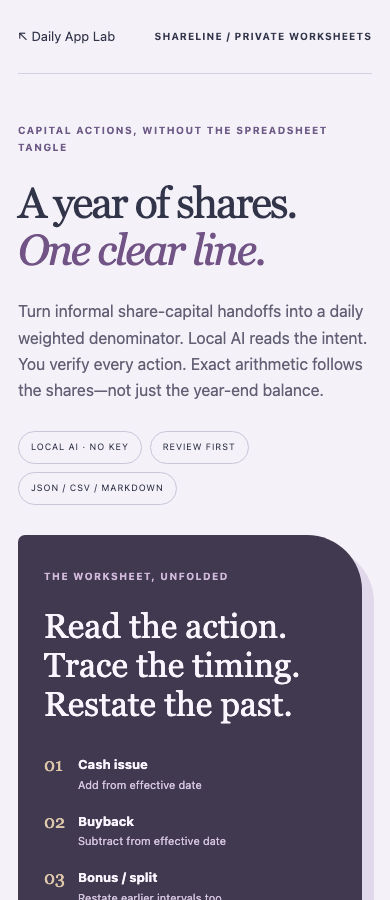 ↖ Daily App Lab
SHARELINE / PRIVATE WORKSHEETS
CAPITAL ACTIONS, WITHOUT THE SPREADSHEET
TANGLE
A year of shares.
One clear line.
Turn informal share-capital handoffs into a daily
weighted denominator. Local AI reads the intent.
You verify every action. Exact arithmetic follows
the shares—not just the year-end balance.
LOCAL AI · NO KEY
REVIEW FIRST
JSON / CSV / MARKDOWN
THE WORKSHEET, UNFOLDED
Read the action.
Trace the timing.
Restate the past.
01 Cash issue
Add from effective date
02 Buyback
Subtract from effective date
03 Bonus / split
Restate earlier intervals too